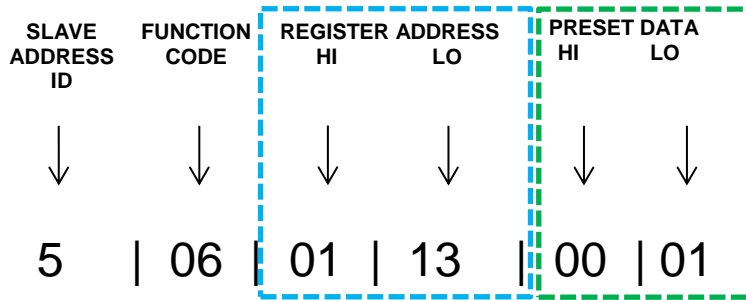 SLAVE ADDRESS ID
FUNCTION CODE
REGISTER ADDRESS
HI LO
PRESET DATA
HI LO
5 | 06 | 01 | 13 | 00 | 01